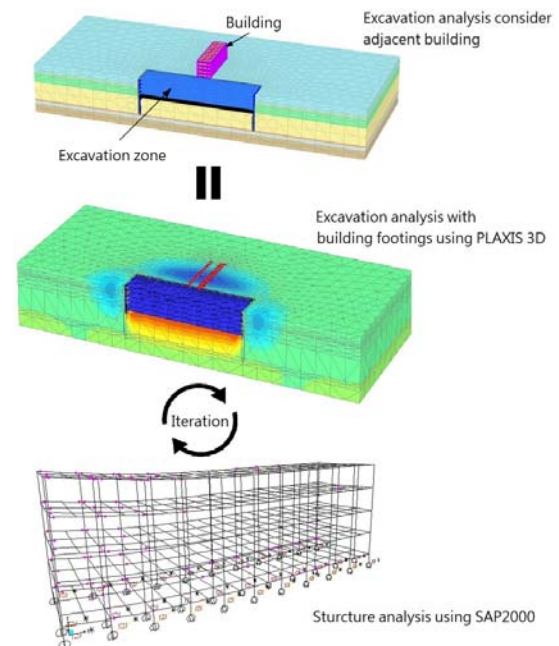 Building
Excavation analysis consider
adjacent building
Excavation zone
Excavation analysis with
building footings using PLAXIS 3D
Iteration
Sturcture analysis using SAP2000